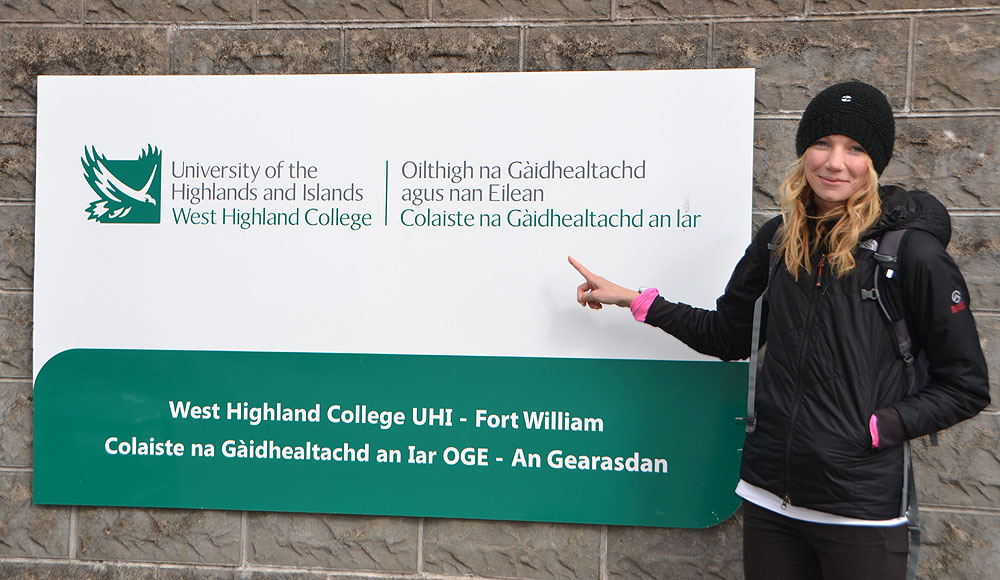 University of the
Highlands and Islands
West Highland College
Oilthigh na Gàidhealtachd
agus nan Eilean
Colaiste na Gàidhealtachd an Iar
West Highland College UHI - Fort William
Colaiste na Gàidhealtachd an Iar OGE - An Gearasdan